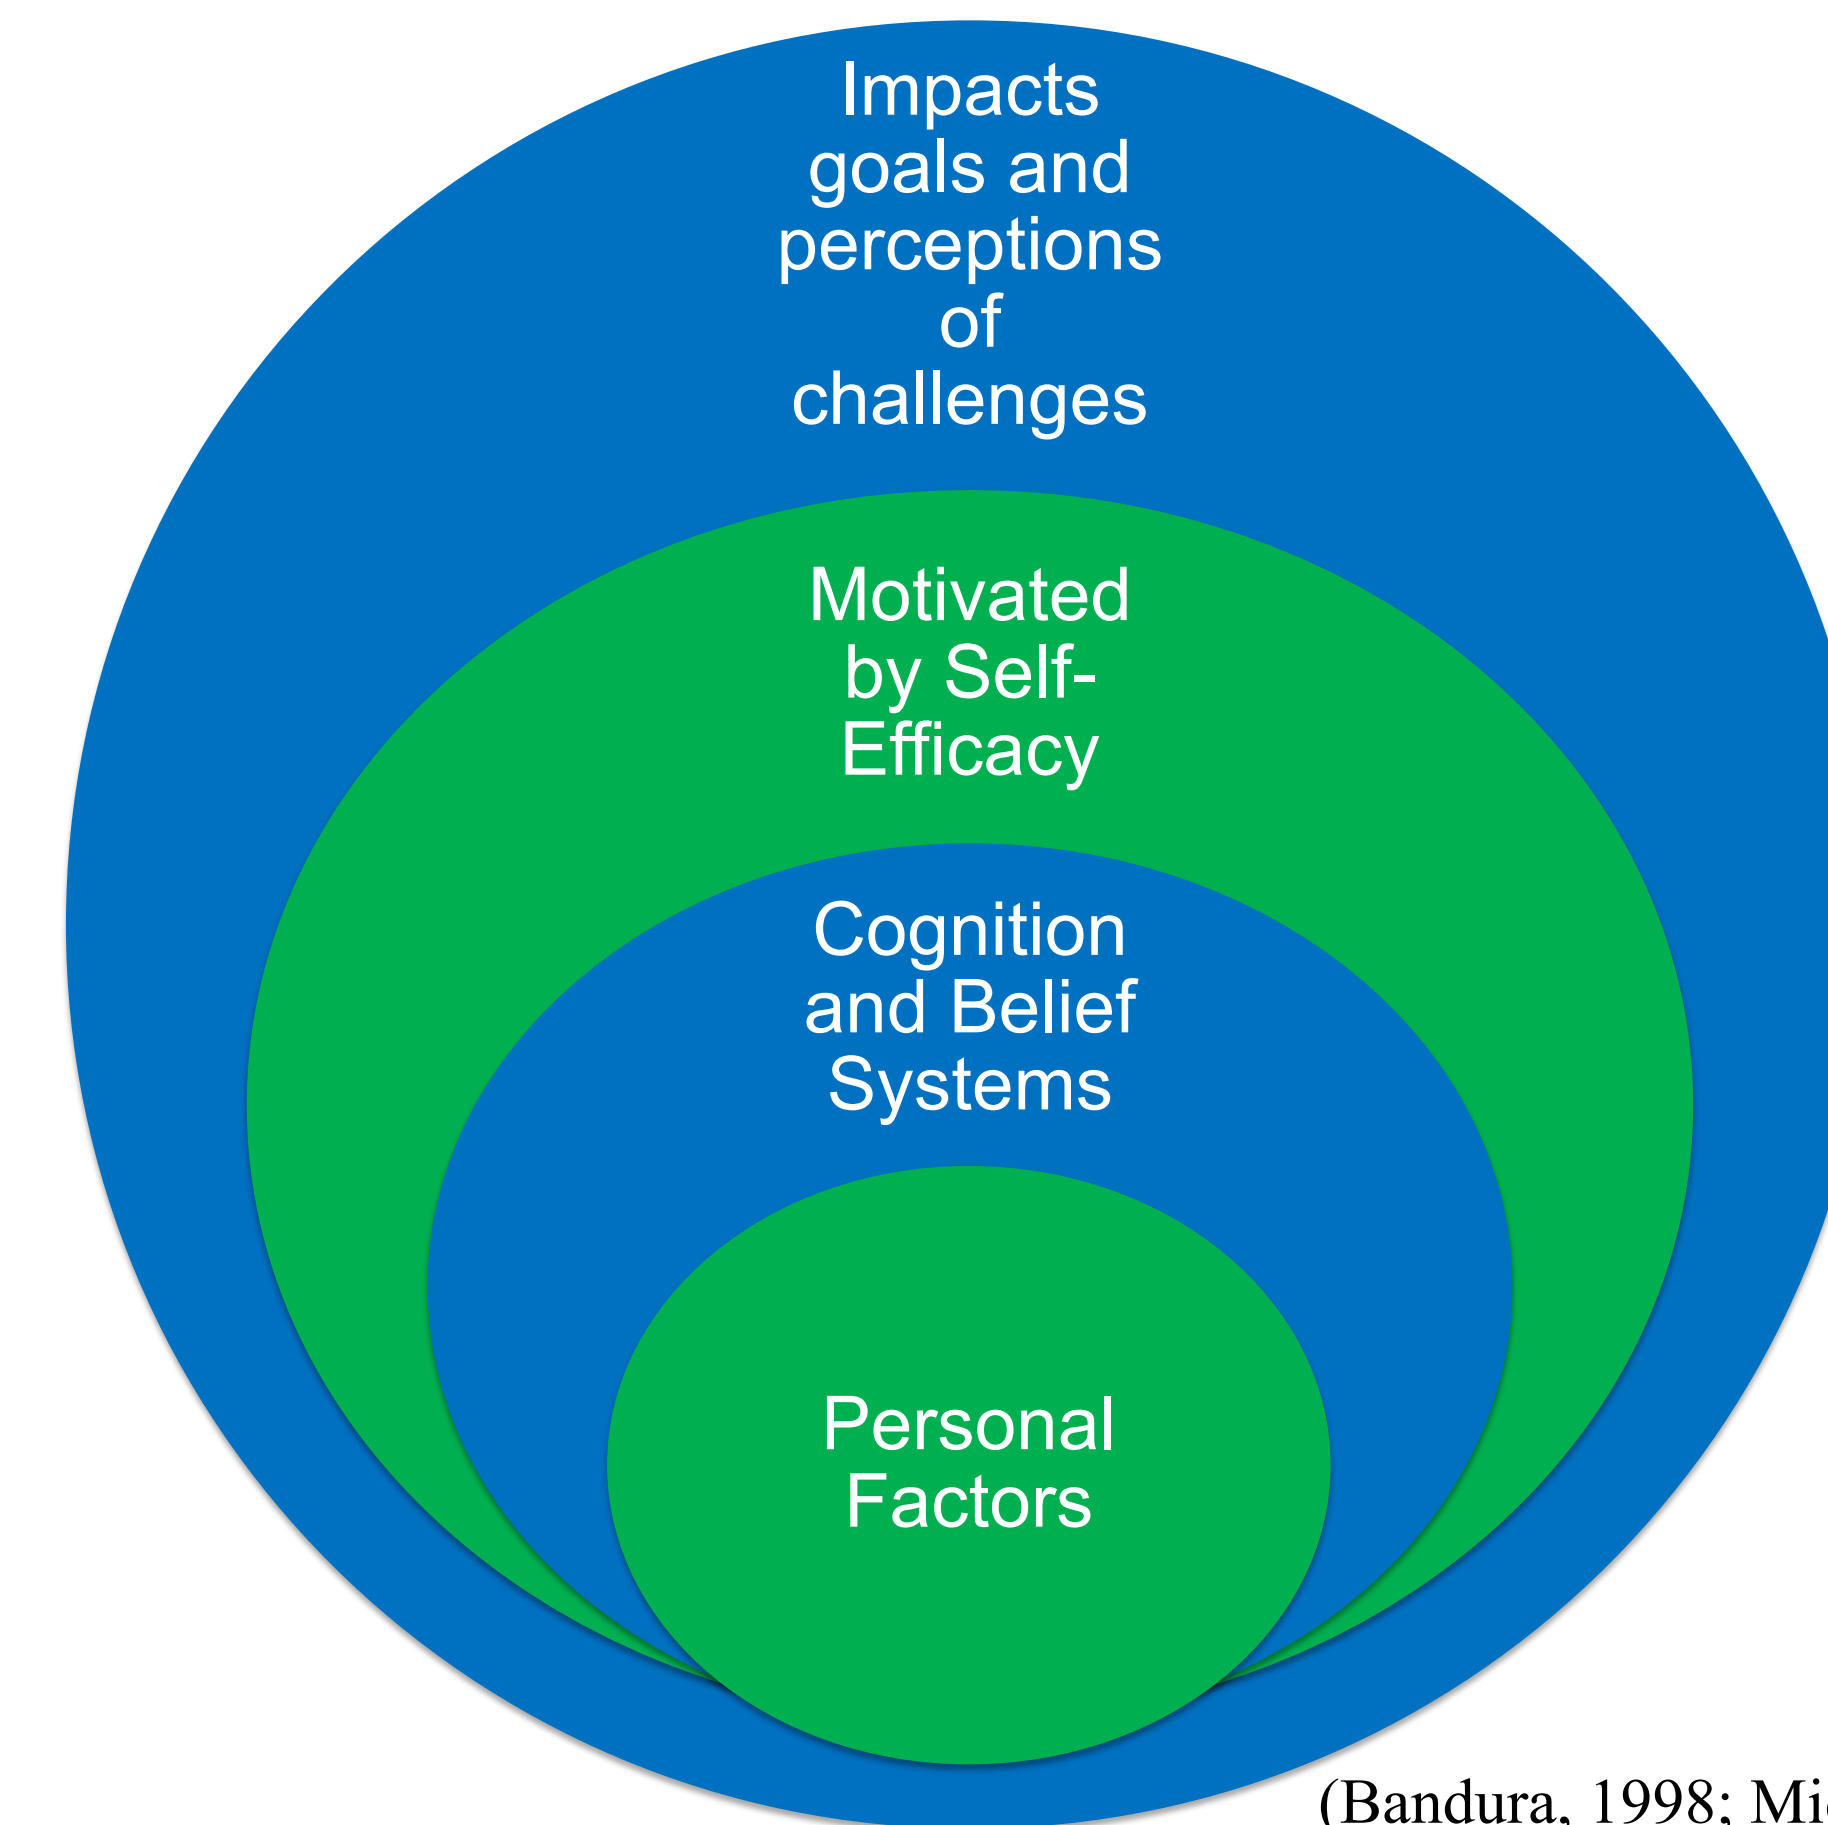 Impacts
goals and
perceptions
of
challenges
Motivated
by Self-
Efficacy
Cognition
and Belief
Systems
Personal
Factors
(Bandura, 1998;